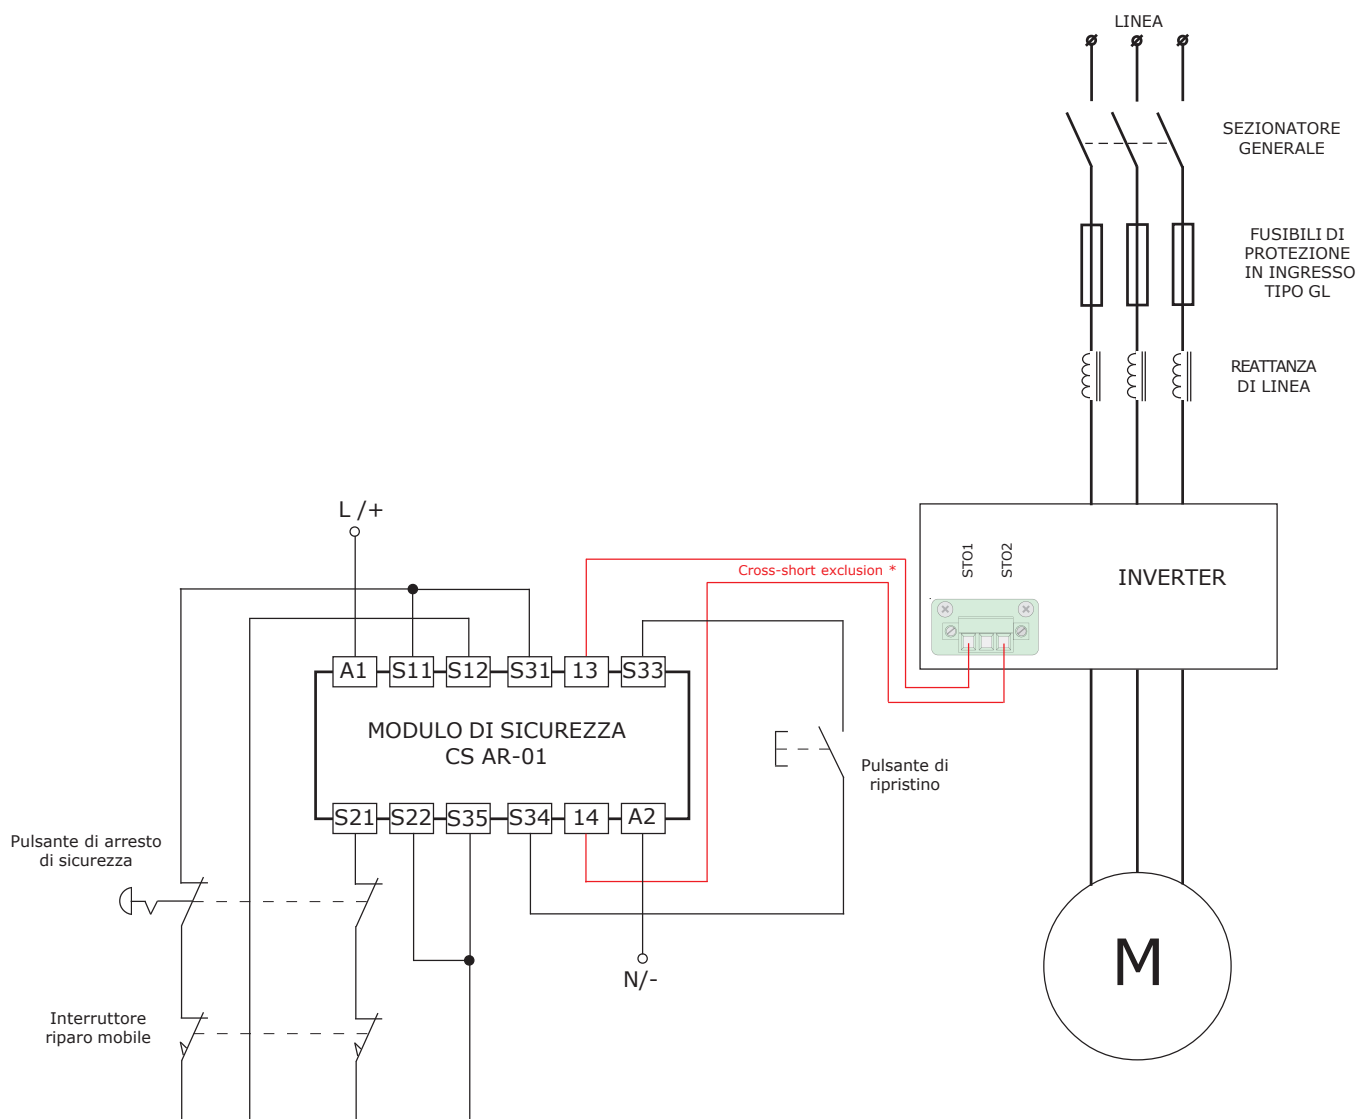 LINEA
SEZIONATORE
GENERALE
FUSIBILI DI
PROTEZIONE
IN INGRESSO
TIPO GL
REATTANZA
DI LINEA
L /+
STO1
STO2
INVERTER
Cross-short exclusion *
A1
S11
S12
S31
13
S33
MODULO DI SICUREZZA
CS AR-01
S21
S22
S35
S34
14
A2
Pulsante di
ripristino
Pulsante di arresto
di sicurezza
N/-
M
Interruttore
riparo mobile